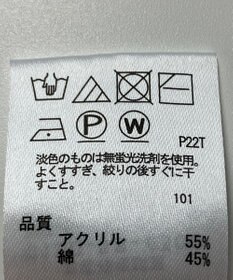 P W P22T
淡色のものは無蛍光洗剤を使用。
よくすすぎ、絞りの後すぐに干
すこと。
101
品質
アクリル 55%
綿 45%